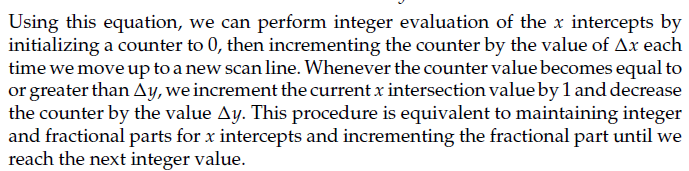 Using this equation, we can perform integer evaluation of the x intercepts by
initializing a counter to 0, then incrementing the counter by the value of Δx each
time we move up to a new scan line. Whenever the counter value becomes equal to
or greater than Δy, we increment the current x intersection value by 1 and decrease
the counter by the value Δy. This procedure is equivalent to maintaining integer
and fractional parts for x intercepts and incrementing the fractional part until we
reach the next integer value.